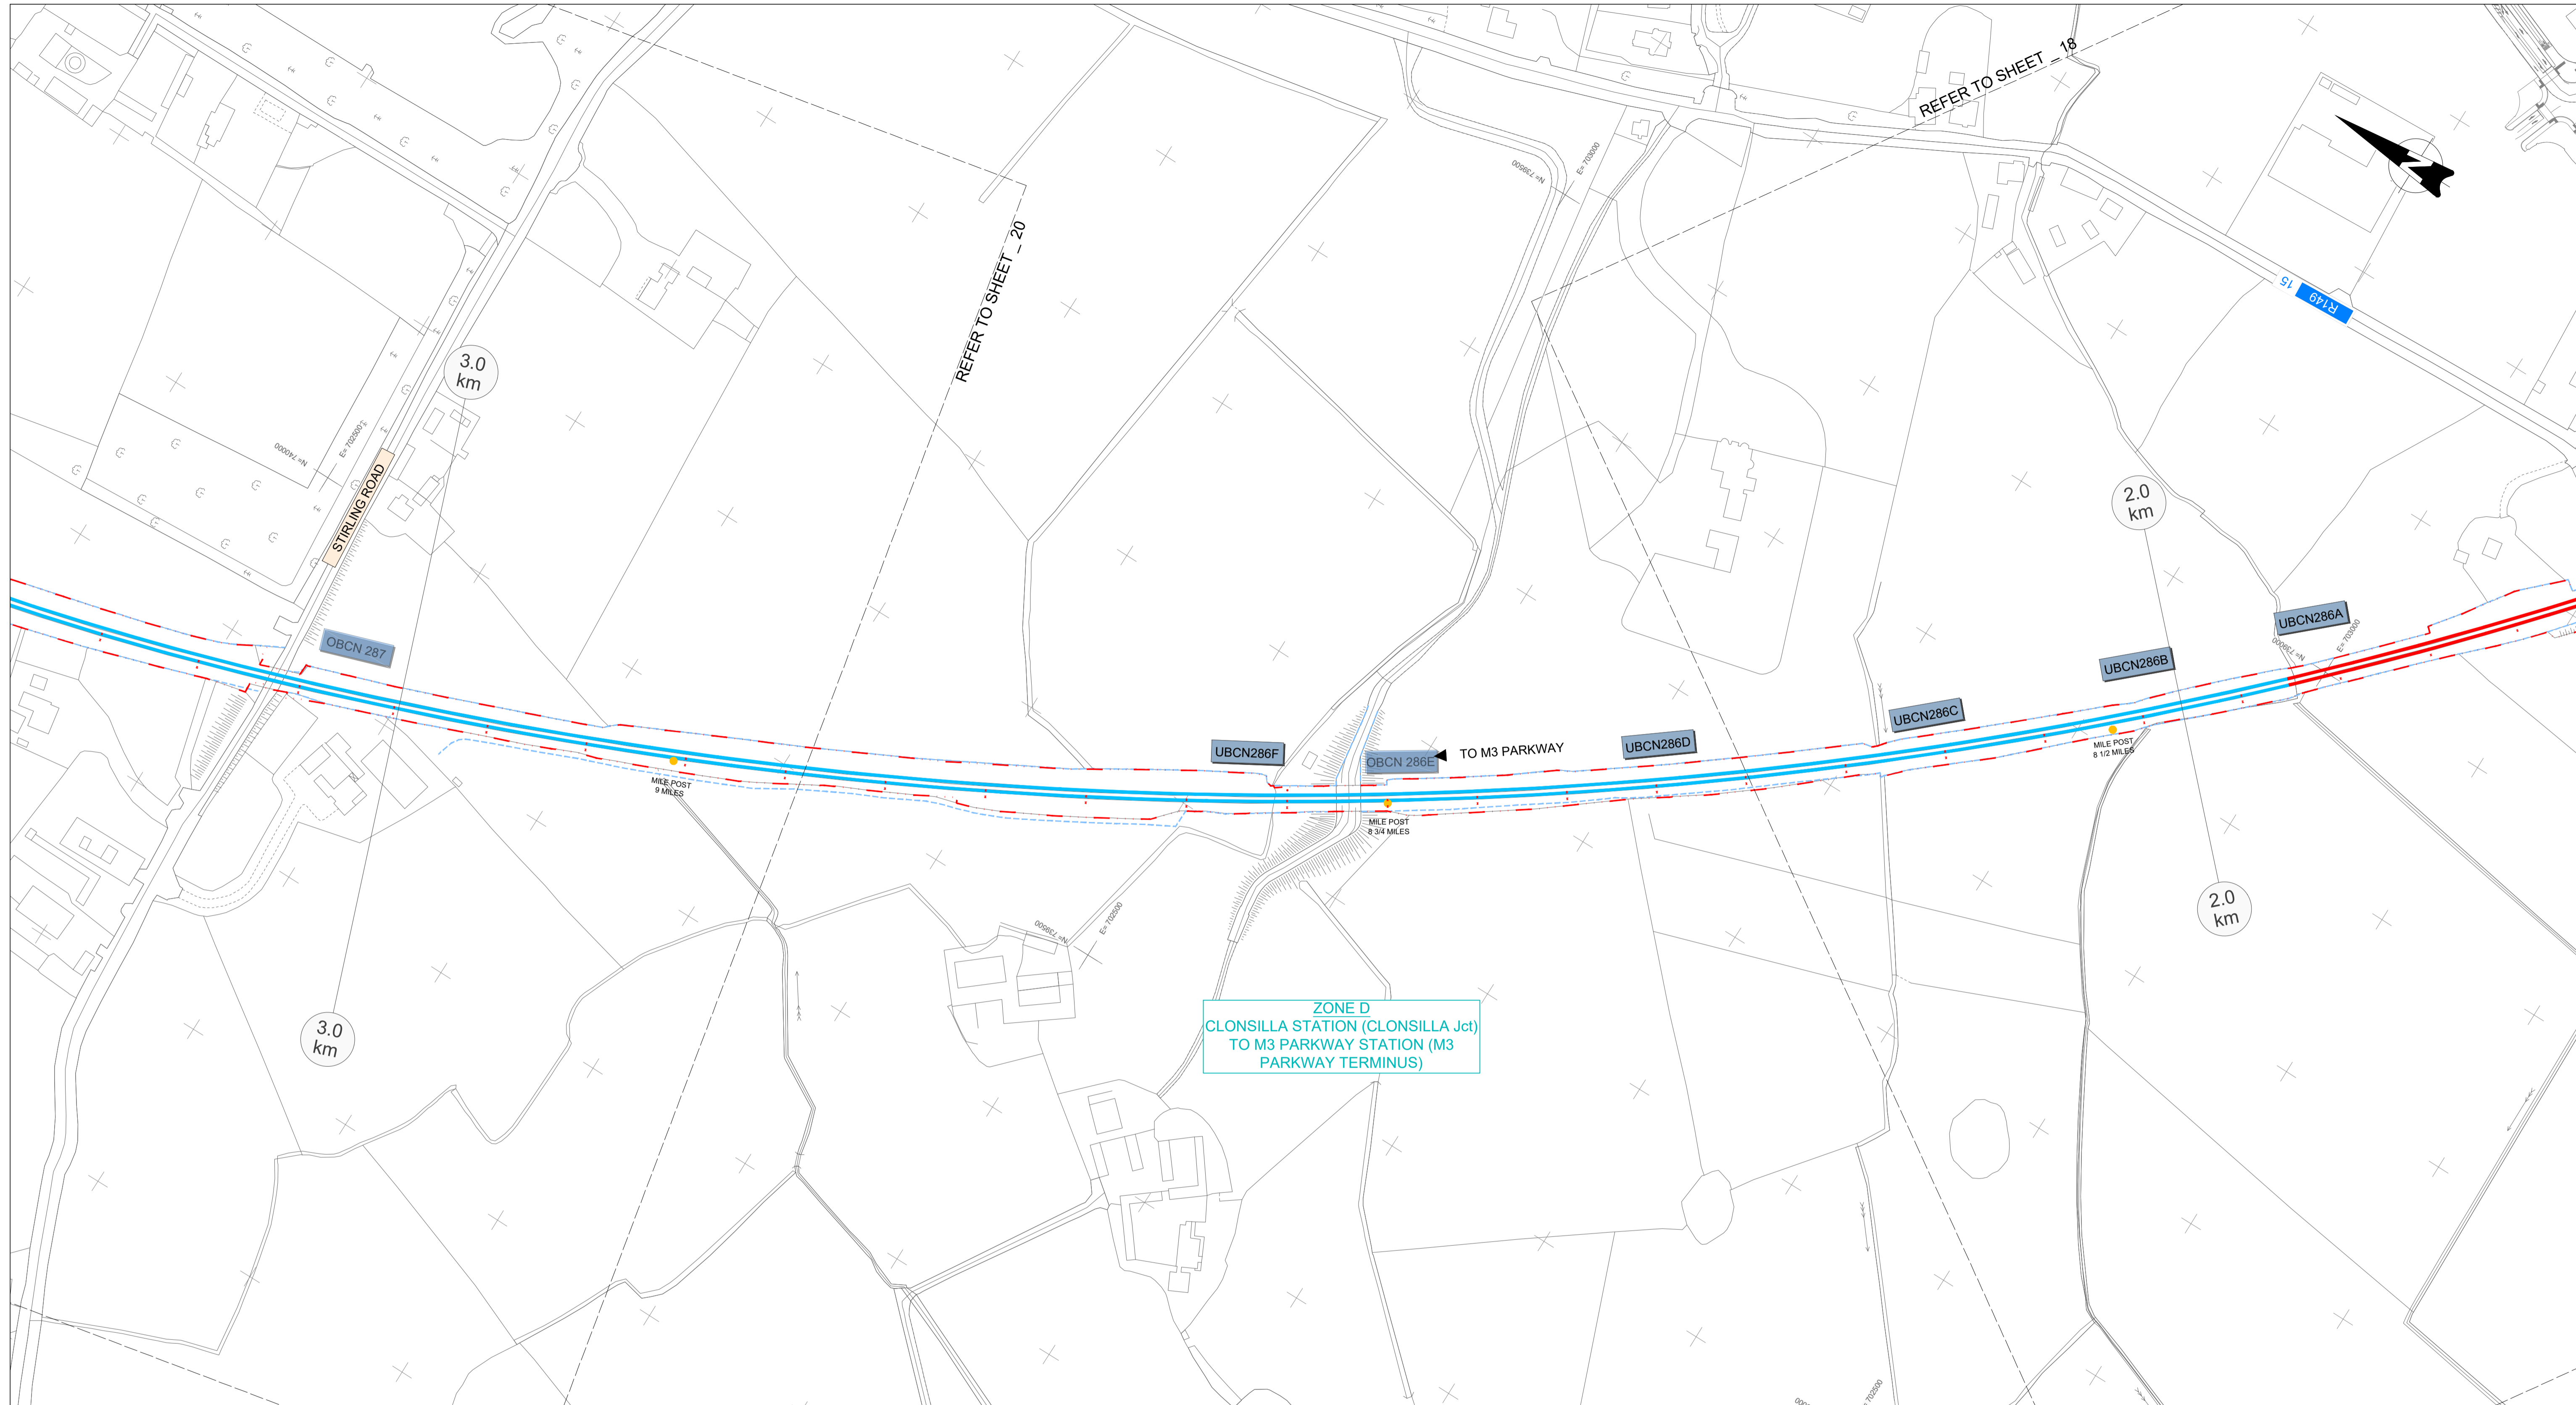 REFER TO SHEET _ 18
REFER TO SHEET _ 20
N
E= 703000
N= 739500
15
R149
3.0
km
E= 702500
N= 740000
STIRLING ROAD
2.0
km
OBCN 287
UBCN286A
N= 739000
E= 703000
UBCN286B
UBCN286C
UBCN286D
UBCN286F
OBCN 286E
TO M3 PARKWAY
MILE POST
9 MILES
MILE POST
8 3/4 MILES
MILE POST
8 1/2 MILES
2.0
km
N= 739500
E= 702500
3.0
km
ZONE D
CLONSILLA STATION (CLONSILLA Jct)
TO M3 PARKWAY STATION (M3
PARKWAY TERMINUS)
= 702500